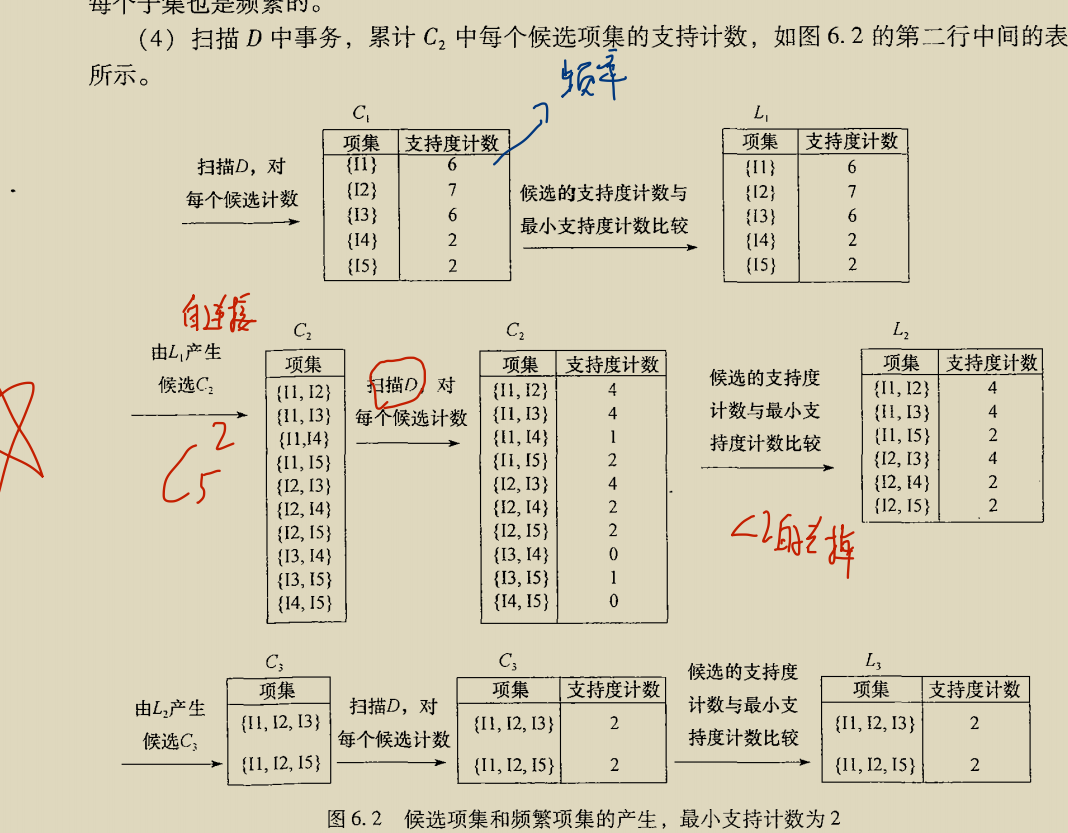 每个子集也是频繁的。
(4) 扫描 D 中事务，累计 C₂ 中每个候选项集的支持计数，如图 6.2 的第二行中间的表
所示。
频率
C₁
L₁
项集 支持度计数
{I1} 6
{I2} 7
{I3} 6
{I4} 2
{I5} 2
扫描D，对
每个候选计数
候选的支持度计数与
最小支持度计数比较
项集 支持度计数
{I1} 6
{I2} 7
{I3} 6
{I4} 2
{I5} 2
自连接
由L₁产生
候选C₂
C₅²
C₂
项集
{I1, I2}
{I1, I3}
{I1,I4}
{I1, I5}
{I2, I3}
{I2, I4}
{I2, I5}
{I3, I4}
{I3, I5}
{I4, I5}
扫描D，对
每个候选计数
C₂
项集 支持度计数
{I1, I2} 4
{I1, I3} 4
{I1, I4} 1
{I1, I5} 2
{I2, I3} 4
{I2, I4} 2
{I2, I5} 2
{I3, I4} 0
{I3, I5} 1
{I4, I5} 0
候选的支持度
计数与最小支
持度计数比较
<2的去掉
L₂
项集 支持度计数
{I1, I2} 4
{I1, I3} 4
{I1, I5} 2
{I2, I3} 4
{I2, I4} 2
{I2, I5} 2
由L₂产生
候选C₃
C₃
项集
{I1, I2, I3}
{I1, I2, I5}
扫描D，对
每个候选计数
C₃
项集 支持度计数
{I1, I2, I3} 2
{I1, I2, I5} 2
候选的支持度
计数与最小支
持度计数比较
L₃
项集 支持度计数
{I1, I2, I3} 2
{I1, I2, I5} 2
图 6.2 候选项集和频繁项集的产生，最小支持计数为 2